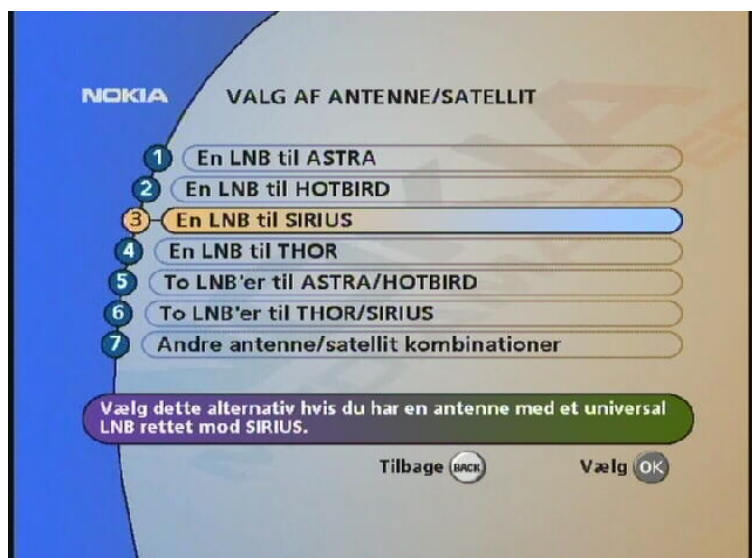 NOKIA VALG AF ANTENNE/SATELLIT
1 En LNB til ASTRA
2 En LNB til HOTBIRD
3 En LNB til SIRIUS
4 En LNB til THOR
5 To LNB'er til ASTRA/HOTBIRD
6 To LNB'er til THOR/SIRIUS
7 Andre antenne/satellit kombinationer
Vælg dette alternativ hvis du har en antenne med et universal
LNB rettet mod SIRIUS.
Tilbage BACK Vælg OK